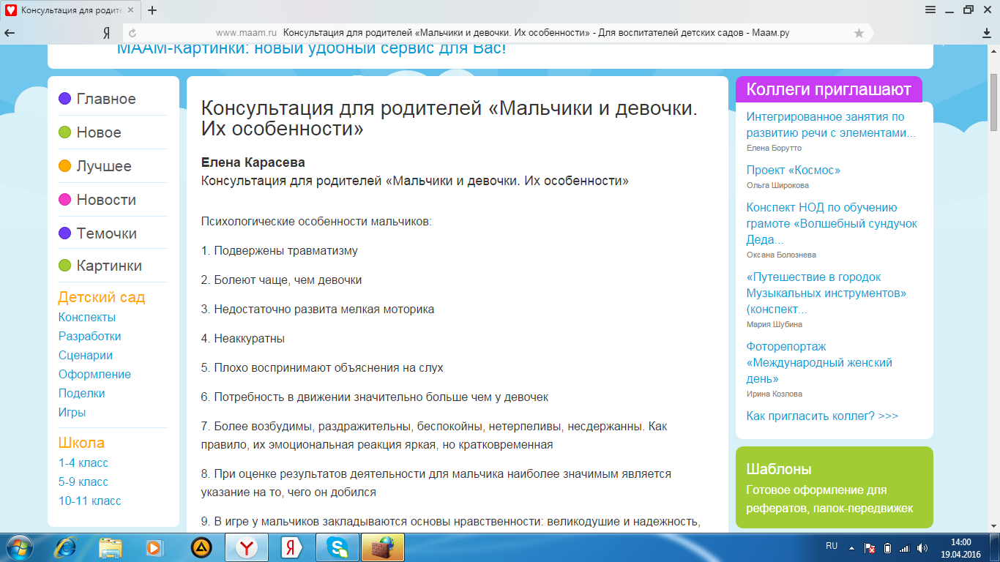 Консультация для родите
www.maam.ru Консультация для родителей «Мальчики и девочки. Их особенности» - Для воспитателей детских садов - Маам.ру
МААМ-Картинки: новый удобный сервис для Вас!
Главное
Новое
Лучшее
Новости
Темочки
Картинки
Детский сад
Конспекты
Разработки
Сценарии
Оформление
Поделки
Игры
Школа
1-4 класс
5-9 класс
10-11 класс
Консультация для родителей «Мальчики и девочки.
Их особенности»
Елена Карасева
Консультация для родителей «Мальчики и девочки. Их особенности»
Психологические особенности мальчиков:
1. Подвержены травматизму
2. Болеют чаще, чем девочки
3. Недостаточно развита мелкая моторика
4. Неаккуратны
5. Плохо воспринимают объяснения на слух
6. Потребность в движении значительно больше чем у девочек
7. Более возбудимы, раздражительны, беспокойны, нетерпеливы, несдержанны. Как
правило, их эмоциональная реакция яркая, но кратковременная
8. При оценке результатов деятельности для мальчика наиболее значимым является
указание на то, чего он добился
9. В игре у мальчиков закладываются основы нравственности: великодушие и надежность,
Коллеги приглашают
Интегрированное занятия по
развитию речи с элементами...
Елена Борутто
Проект «Космос»
Ольга Широкова
Конспект НОД по обучению
грамоте «Волшебный сундучок
Деда...
Оксана Болознева
«Путешествие в городок
Музыкальных инструментов»
(конспект...
Мария Шубина
Фоторепортаж
«Международный женский
день»
Ирина Козлова
Как пригласить коллег? >>>
Шаблоны
Готовое оформление для
рефератов, папок-передвижек
RU
14:00
19.04.2016